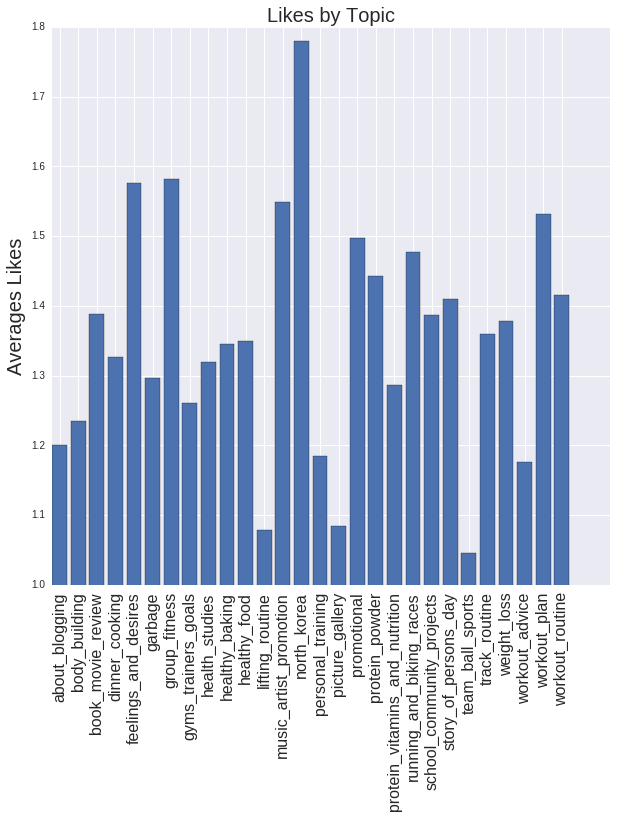 Likes by Topic
Averages Likes
1.8
1.7
1.6
1.5
1.4
1.3
1.2
1.1
1.0
about_blogging
body_building
book_movie_review
dinner_cooking
feelings_and_desires
garbage
group_fitness
gyms_trainers_goals
health_studies
healthy_baking
healthy_food
lifting_routine
music_artist_promotion
north_korea
personal_training
picture_gallery
promotional
protein_powder
protein_vitamins_and_nutrition
running_and_biking_races
school_community_projects
story_of_persons_day
team_ball_sports
track_routine
weight_loss
workout_advice
workout_plan
workout_routine